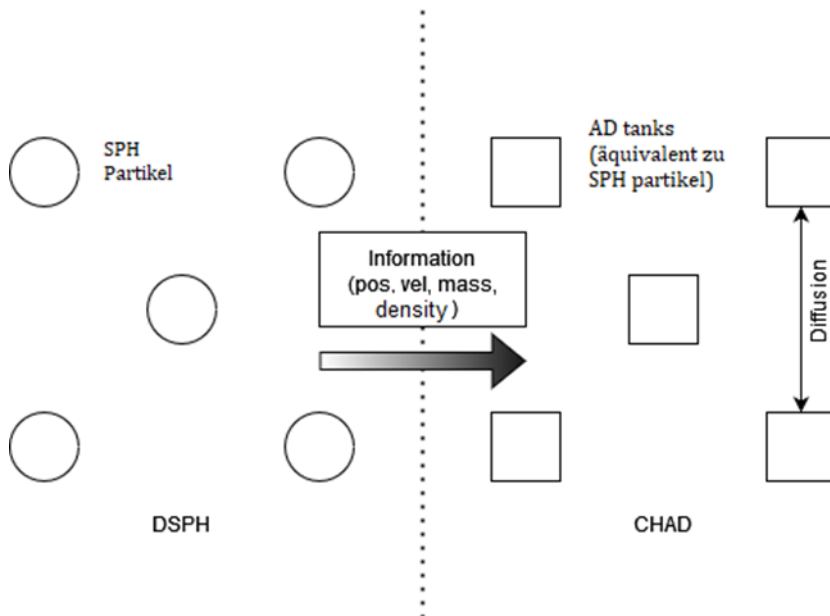 SPH
Partikel
AD tanks
(äquivalent zu
SPH partikel)
Information
(pos, vel, mass,
density )
Diffusion
DSPH
CHAD